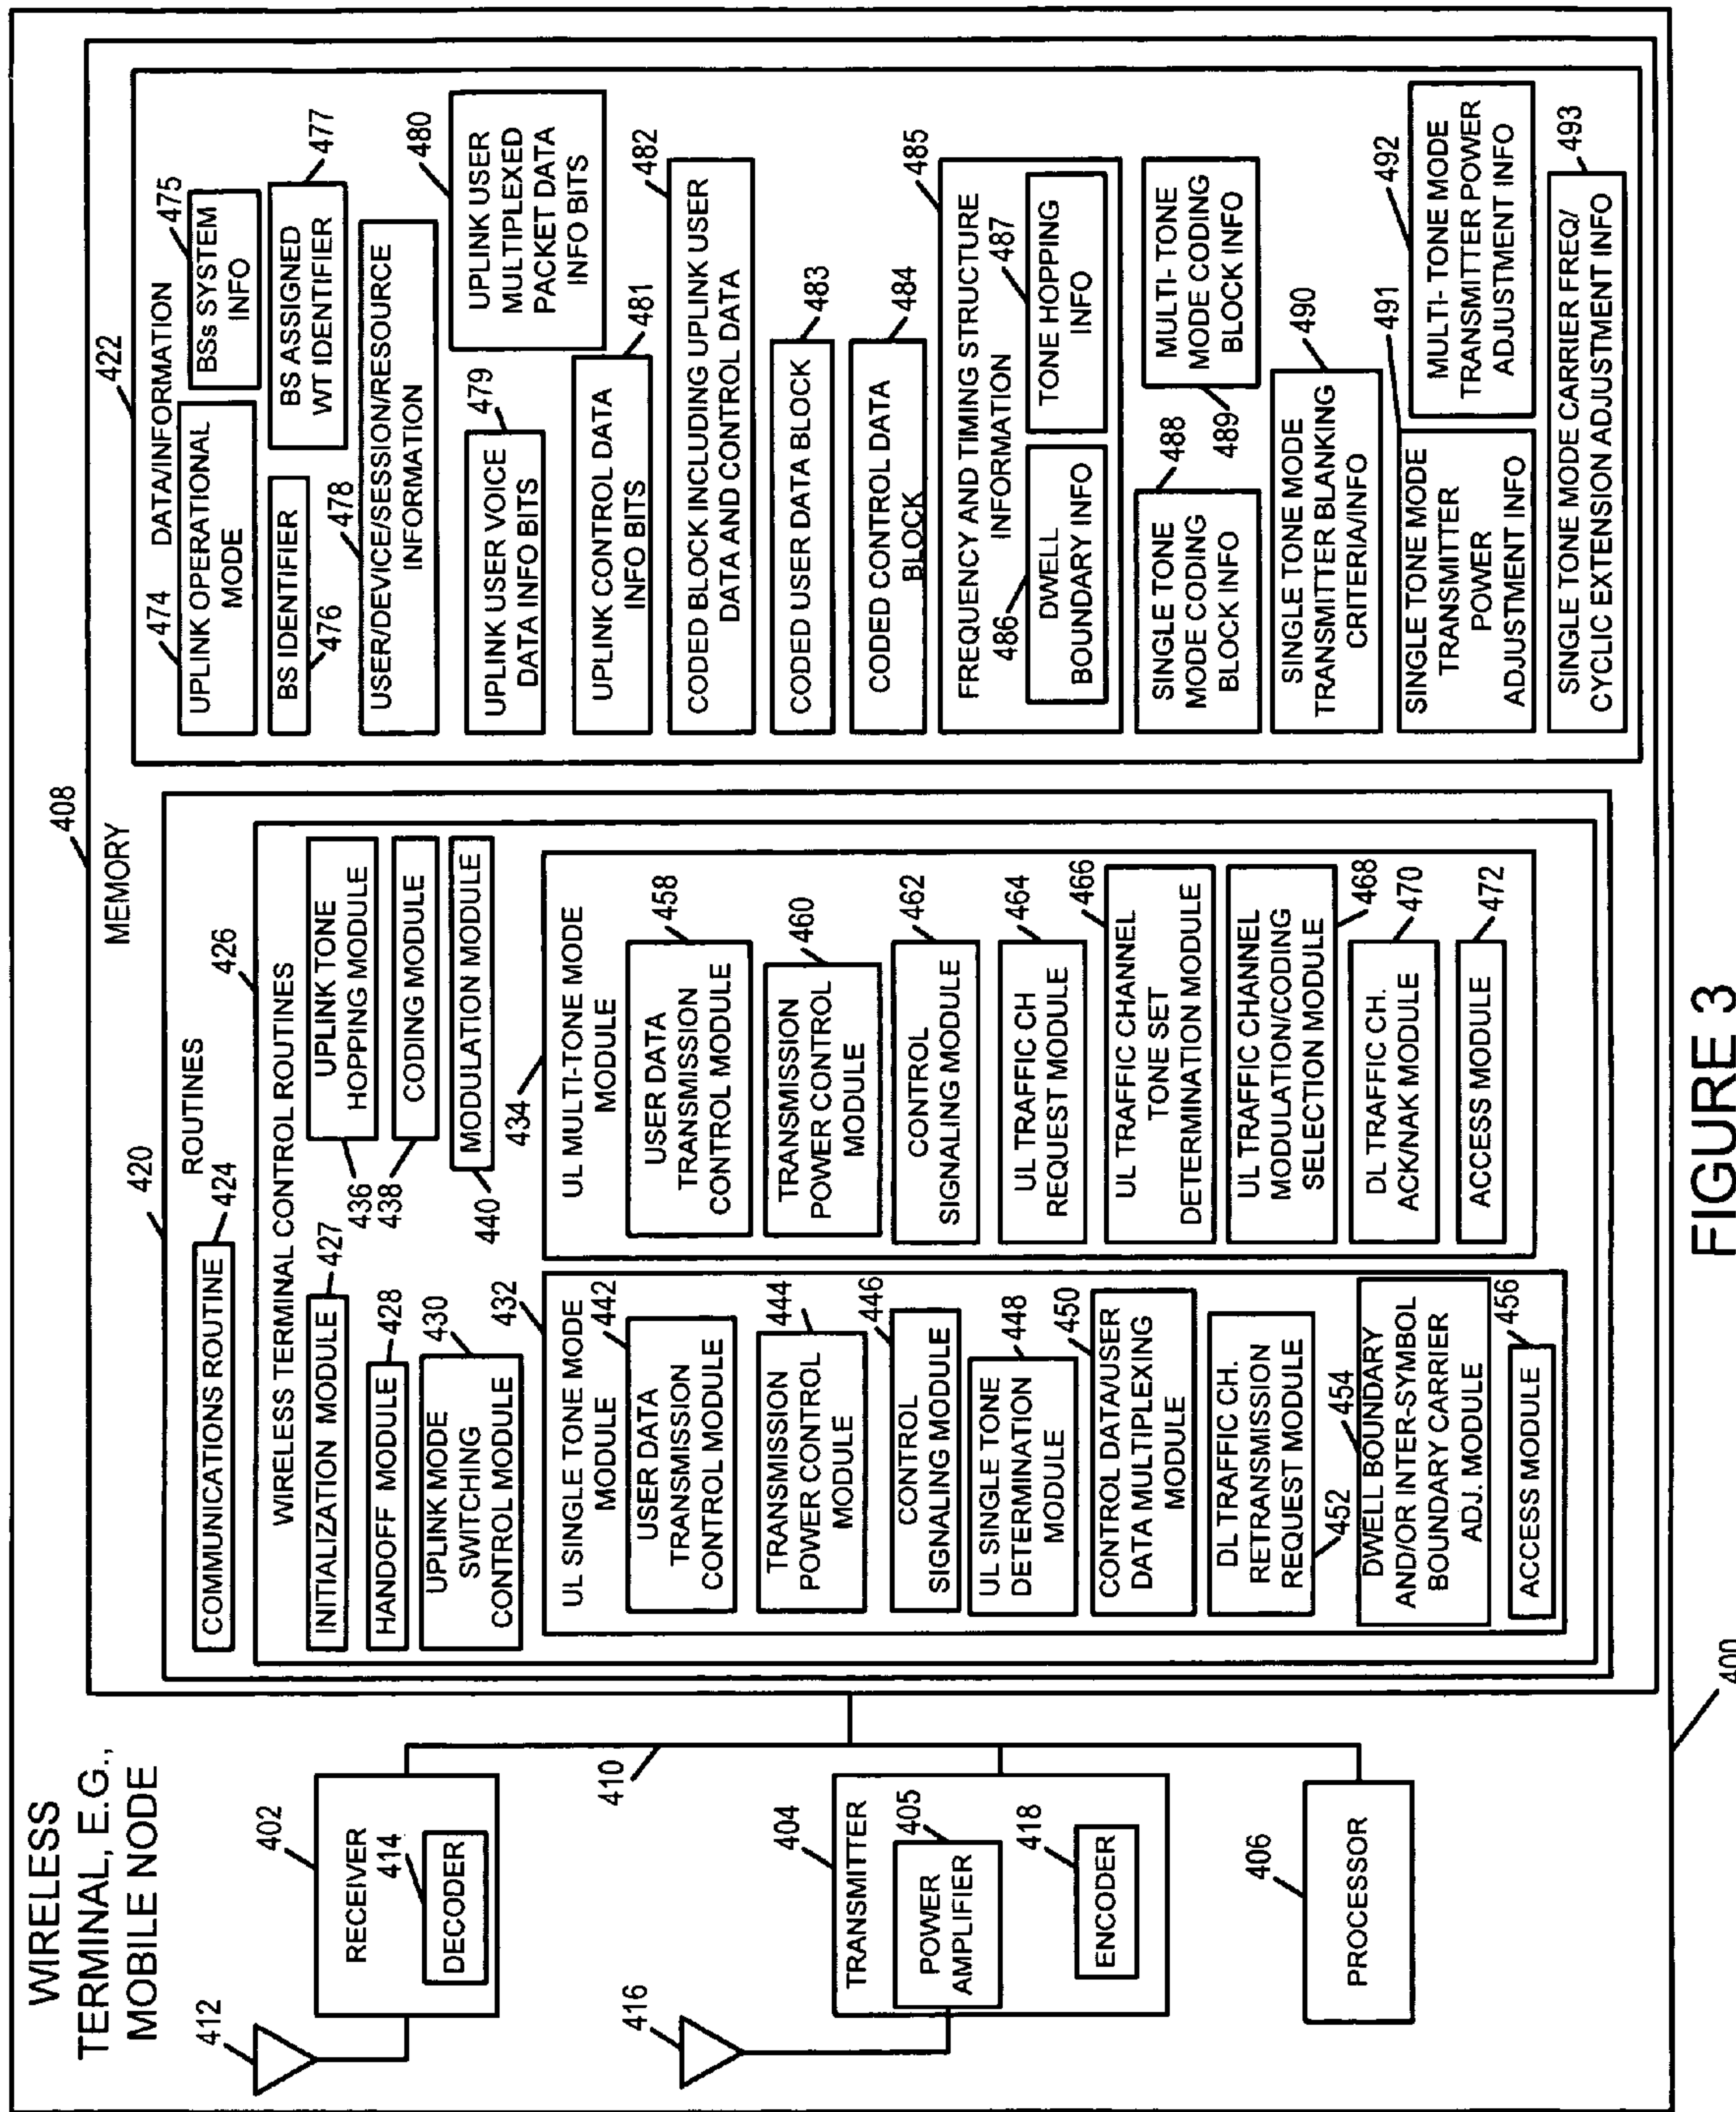 WIRELESS
TERMINAL, E.G.,
MOBILE NODE
412
402
RECEIVER
414
DECODER
410
416
404
TRANSMITTER
405
POWER
AMPLIFIER
418
ENCODER
406
PROCESSOR
408
MEMORY
420
ROUTINES
424
COMMUNICATIONS ROUTINE
426
WIRELESS TERMINAL CONTROL ROUTINES
427
INITIALIZATION MODULE
428
HANDOFF MODULE
430
UPLINK MODE
SWITCHING
CONTROL MODULE
UPLINK TONE
HOPPING MODULE
436
CODING MODULE
438
MODULATION MODULE
440
432
UL SINGLE TONE MODE
MODULE
442
USER DATA
TRANSMISSION
CONTROL MODULE
444
TRANSMISSION
POWER CONTROL
MODULE
446
CONTROL
SIGNALING MODULE
448
UL SINGLE TONE
DETERMINATION
MODULE
450
CONTROL DATA/USER
DATA MULTIPLEXING
MODULE
DL TRAFFIC CH.
RETRANSMISSION
REQUEST MODULE
452
454
DWELL BOUNDARY
AND/OR INTER-SYMBOL
BOUNDARY CARRIER
ADJ. MODULE
456
ACCESS MODULE
434
UL MULTI-TONE MODE
MODULE
458
USER DATA
TRANSMISSION
CONTROL MODULE
460
TRANSMISSION
POWER CONTROL
MODULE
462
CONTROL
SIGNALING MODULE
464
UL TRAFFIC CH
REQUEST MODULE
466
UL TRAFFIC CHANNEL
TONE SET
DETERMINATION MODULE
468
UL TRAFFIC CHANNEL
MODULATION/CODING
SELECTION MODULE
470
DL TRAFFIC CH.
ACK/NAK MODULE
472
ACCESS MODULE
422
DATA/INFORMATION
474
UPLINK OPERATIONAL
MODE
475
BSs SYSTEM
INFO
BS IDENTIFIER
476
477
BS ASSIGNED
WT IDENTIFIER
478
USER/DEVICE/SESSION/RESOURCE
INFORMATION
479
UPLINK USER VOICE
DATA INFO BITS
480
UPLINK USER
MULTIPLEXED
PACKET DATA
INFO BITS
481
UPLINK CONTROL DATA
INFO BITS
482
CODED BLOCK INCLUDING UPLINK USER
DATA AND CONTROL DATA
483
CODED USER DATA BLOCK
484
CODED CONTROL DATA
BLOCK
485
FREQUENCY AND TIMING STRUCTURE
INFORMATION
486
DWELL
BOUNDARY INFO
487
TONE HOPPING
INFO
488
SINGLE TONE
MODE CODING
BLOCK INFO
489
MULTI- TONE
MODE CODING
BLOCK INFO
490
SINGLE TONE MODE
TRANSMITTER BLANKING
CRITERIA/INFO
491
SINGLE TONE MODE
TRANSMITTER
POWER
ADJUSTMENT INFO
492
MULTI- TONE MODE
TRANSMITTER POWER
ADJUSTMENT INFO
493
SINGLE TONE MODE CARRIER FREQ/
CYCLIC EXTENSION ADJUSTMENT INFO
400
FIGURE 3